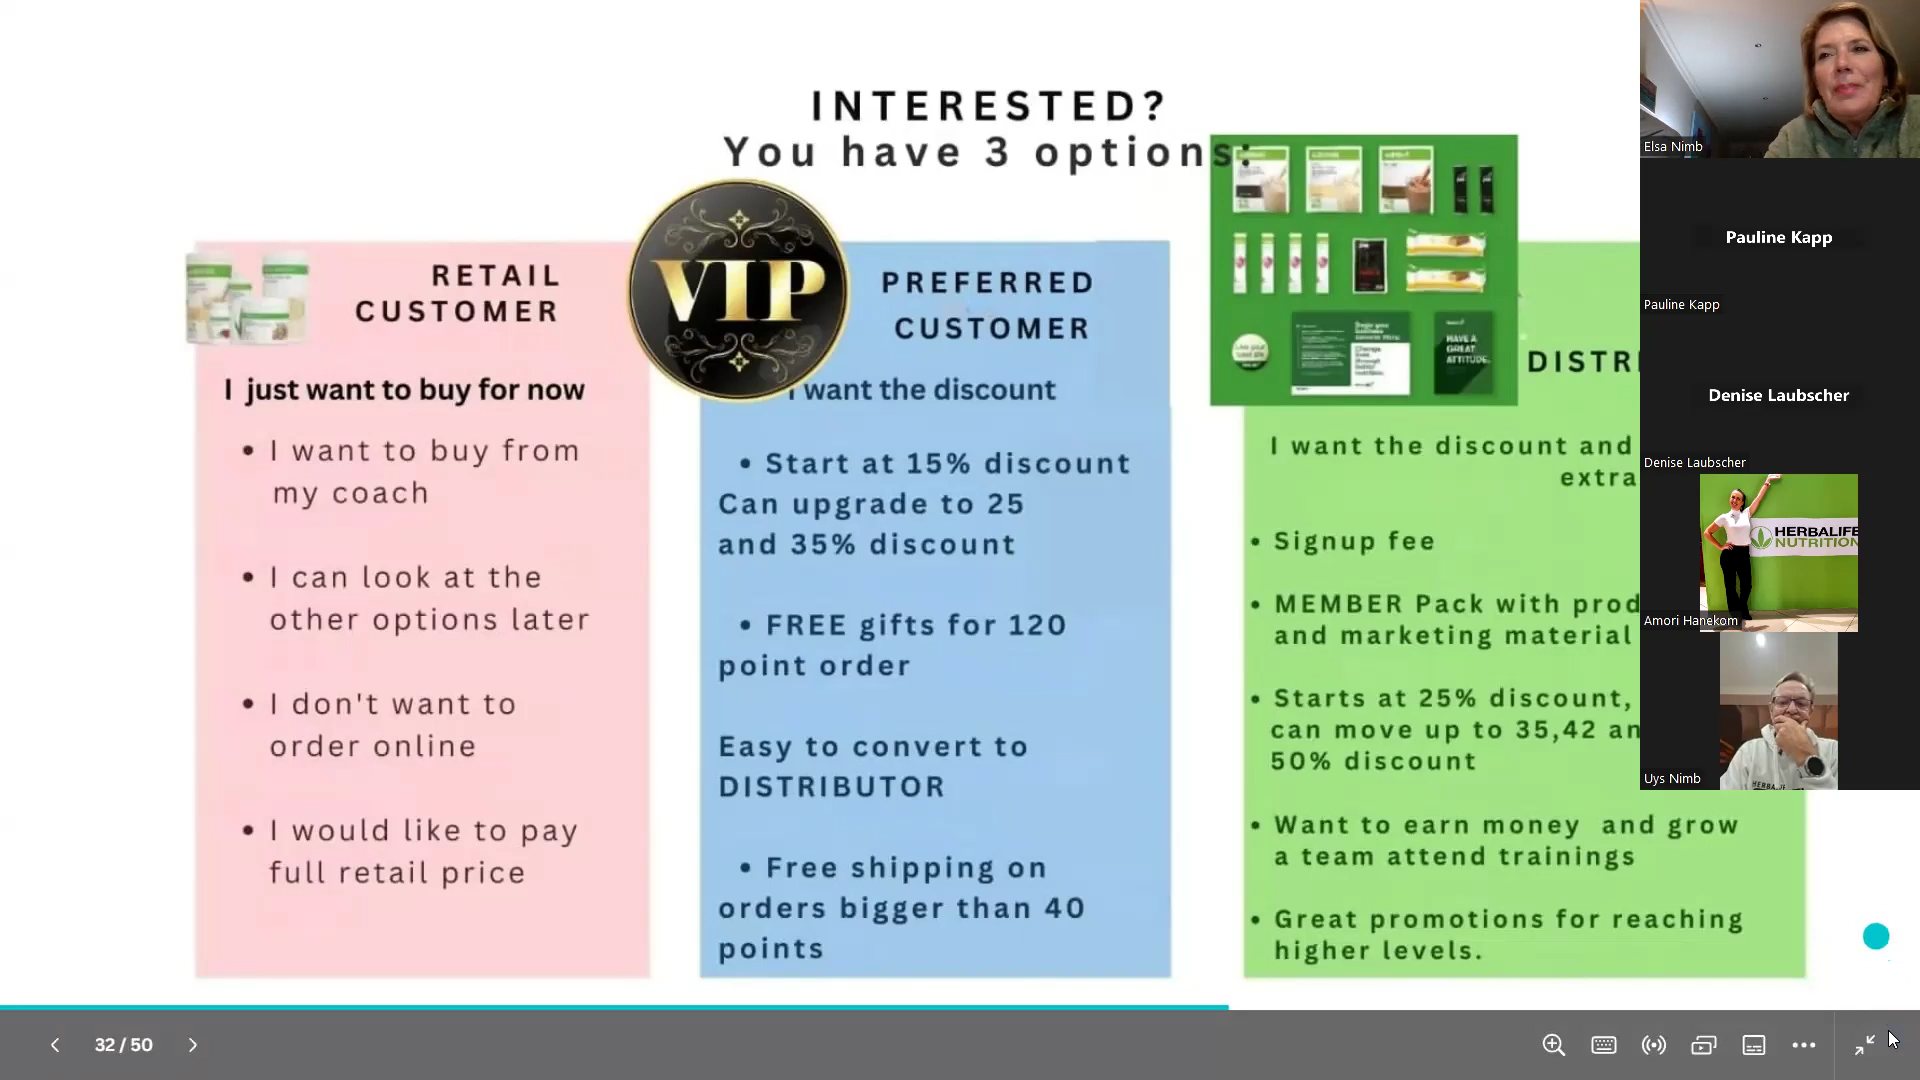 INTERESTED?
You have 3 options:
RETAIL
CUSTOMER
I just want to buy for now
• I want to buy from
my coach
• I can look at the
other options later
• I don't want to
order online
• I would like to pay
full retail price
VIP
PREFERRED
CUSTOMER
I want the discount
• Start at 15% discount
Can upgrade to 25
and 35% discount
• FREE gifts for 120
point order
Easy to convert to
DISTRIBUTOR
• Free shipping on
orders bigger than 40
points
HAVE A
GREAT
ATTITUDE.
DISTRI
I want the discount and
extra
• Signup fee
• MEMBER Pack with prod
and marketing material
• Starts at 25% discount,
can move up to 35,42 an
50% discount
• Want to earn money and grow
a team attend trainings
• Great promotions for reaching
higher levels.
Elsa Nimb
Pauline Kapp
Pauline Kapp
Denise Laubscher
Denise Laubscher
HERBALIFE
NUTRITION
Amori Hanekom
Uys Nimb
32 / 50